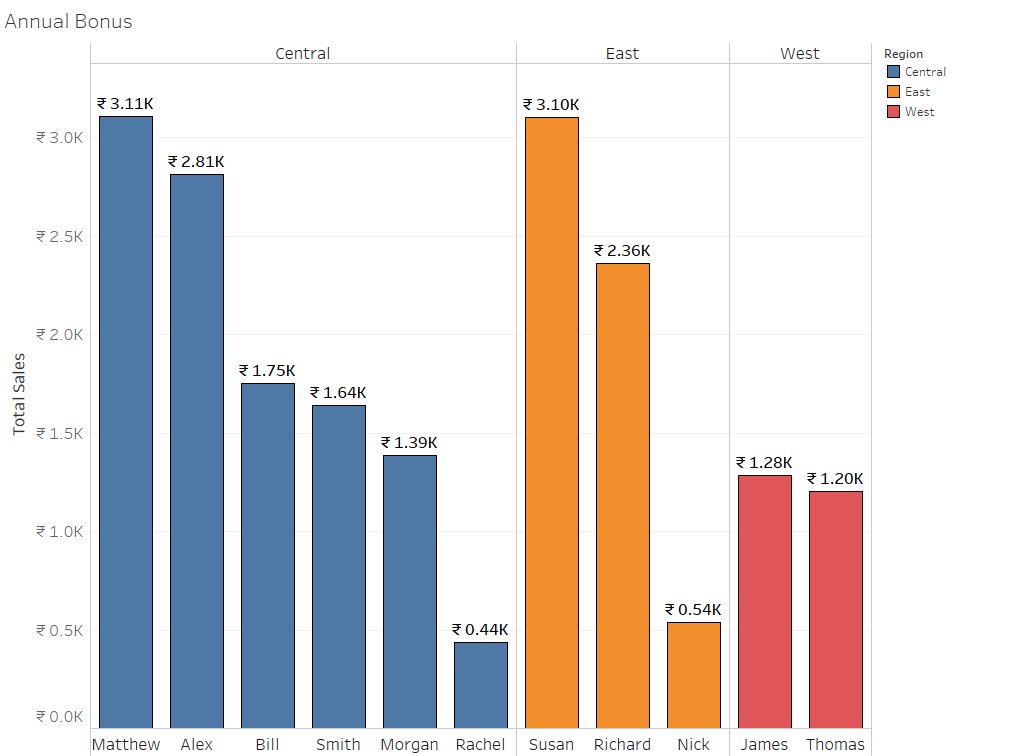 Annual Bonus
Central East West
Region
Central
East
West
₹ 3.11K
₹ 3.10K
₹ 3.0K
₹ 2.81K
₹ 2.5K
₹ 2.36K
₹ 2.0K
₹ 1.75K
₹ 1.64K
Total Sales
₹ 1.5K
₹ 1.39K
₹ 1.28K
₹ 1.20K
₹ 1.0K
₹ 0.54K
₹ 0.5K
₹ 0.44K
₹ 0.0K
Matthew Alex Bill Smith Morgan Rachel Susan Richard Nick James Thomas